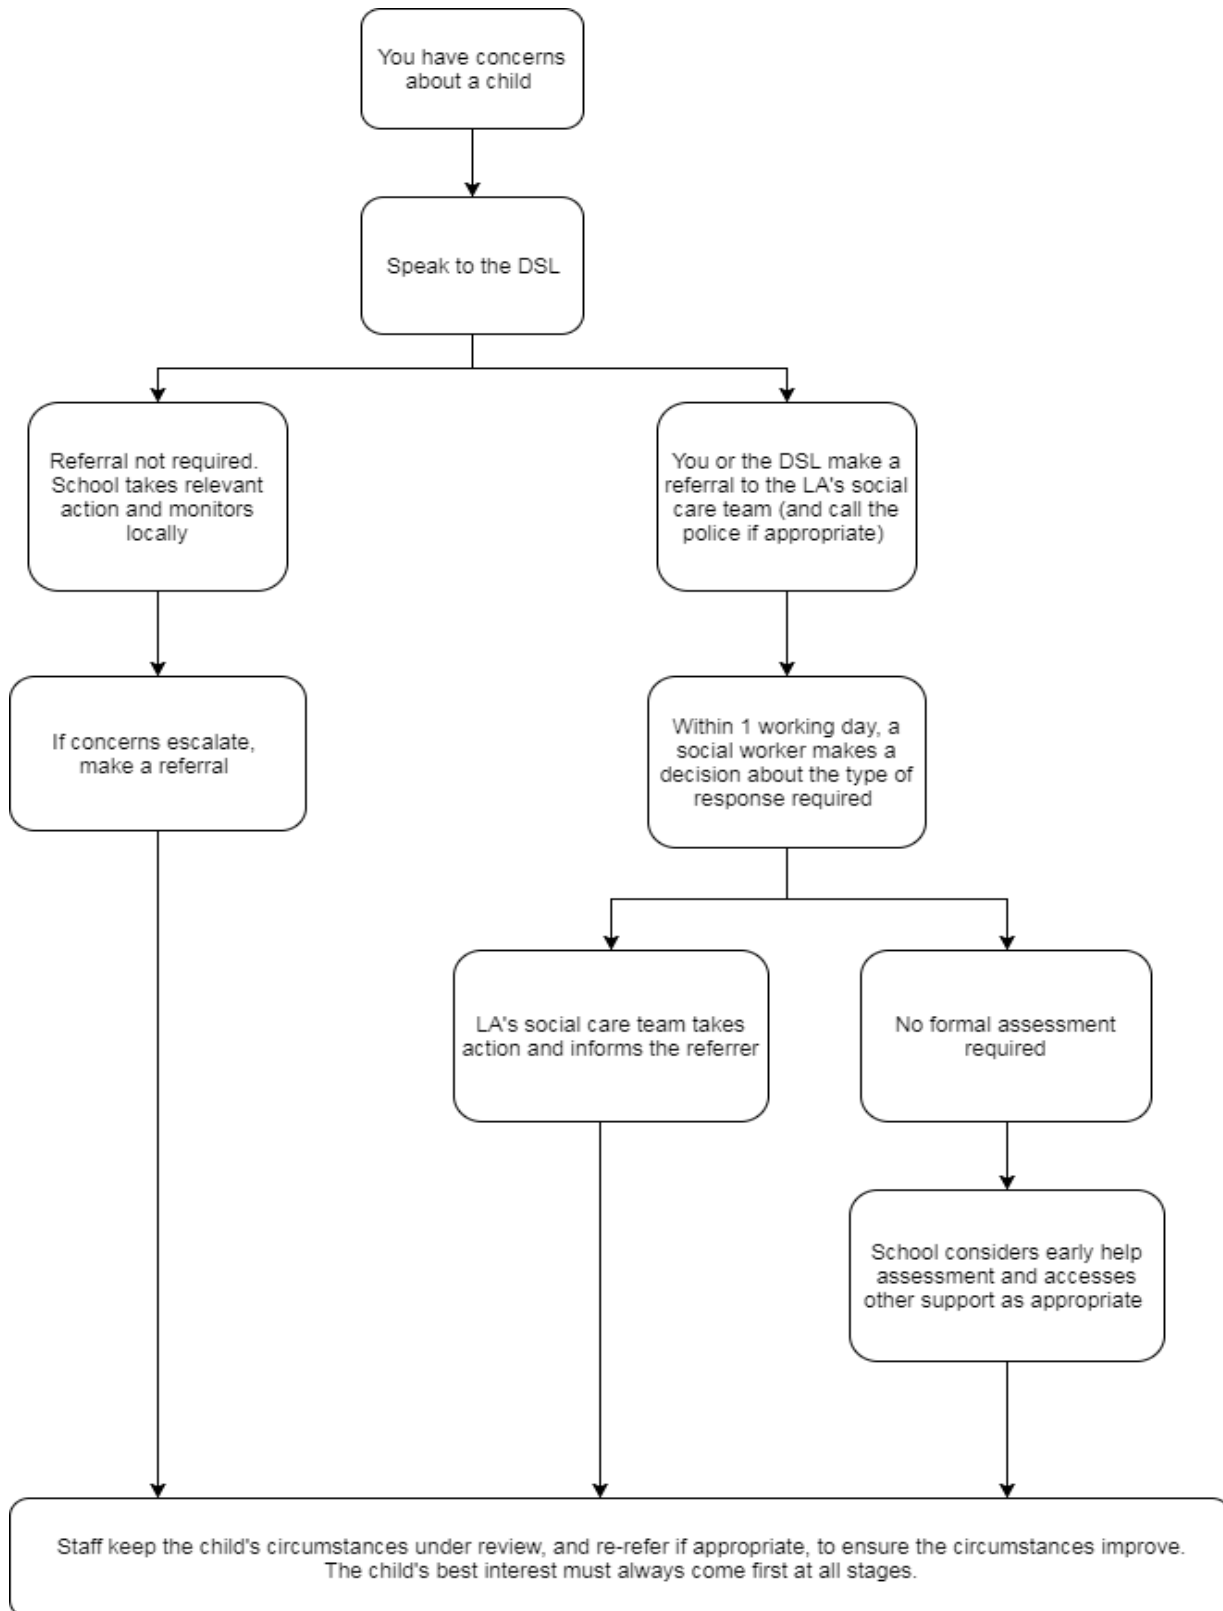 You have concerns
about a child
Speak to the DSL
Referral not required.
School takes relevant
action and monitors
locally
You or the DSL make a
referral to the LA's social
care team (and call the
police if appropriate)
If concerns escalate,
make a referral
Within 1 working day, a
social worker makes a
decision about the type of
response required
LA's social care team takes
action and informs the referrer
No formal assessment
required
School considers early help
assessment and accesses
other support as appropriate
Staff keep the child's circumstances under review, and re-refer if appropriate, to ensure the circumstances improve.
The child's best interest must always come first at all stages.